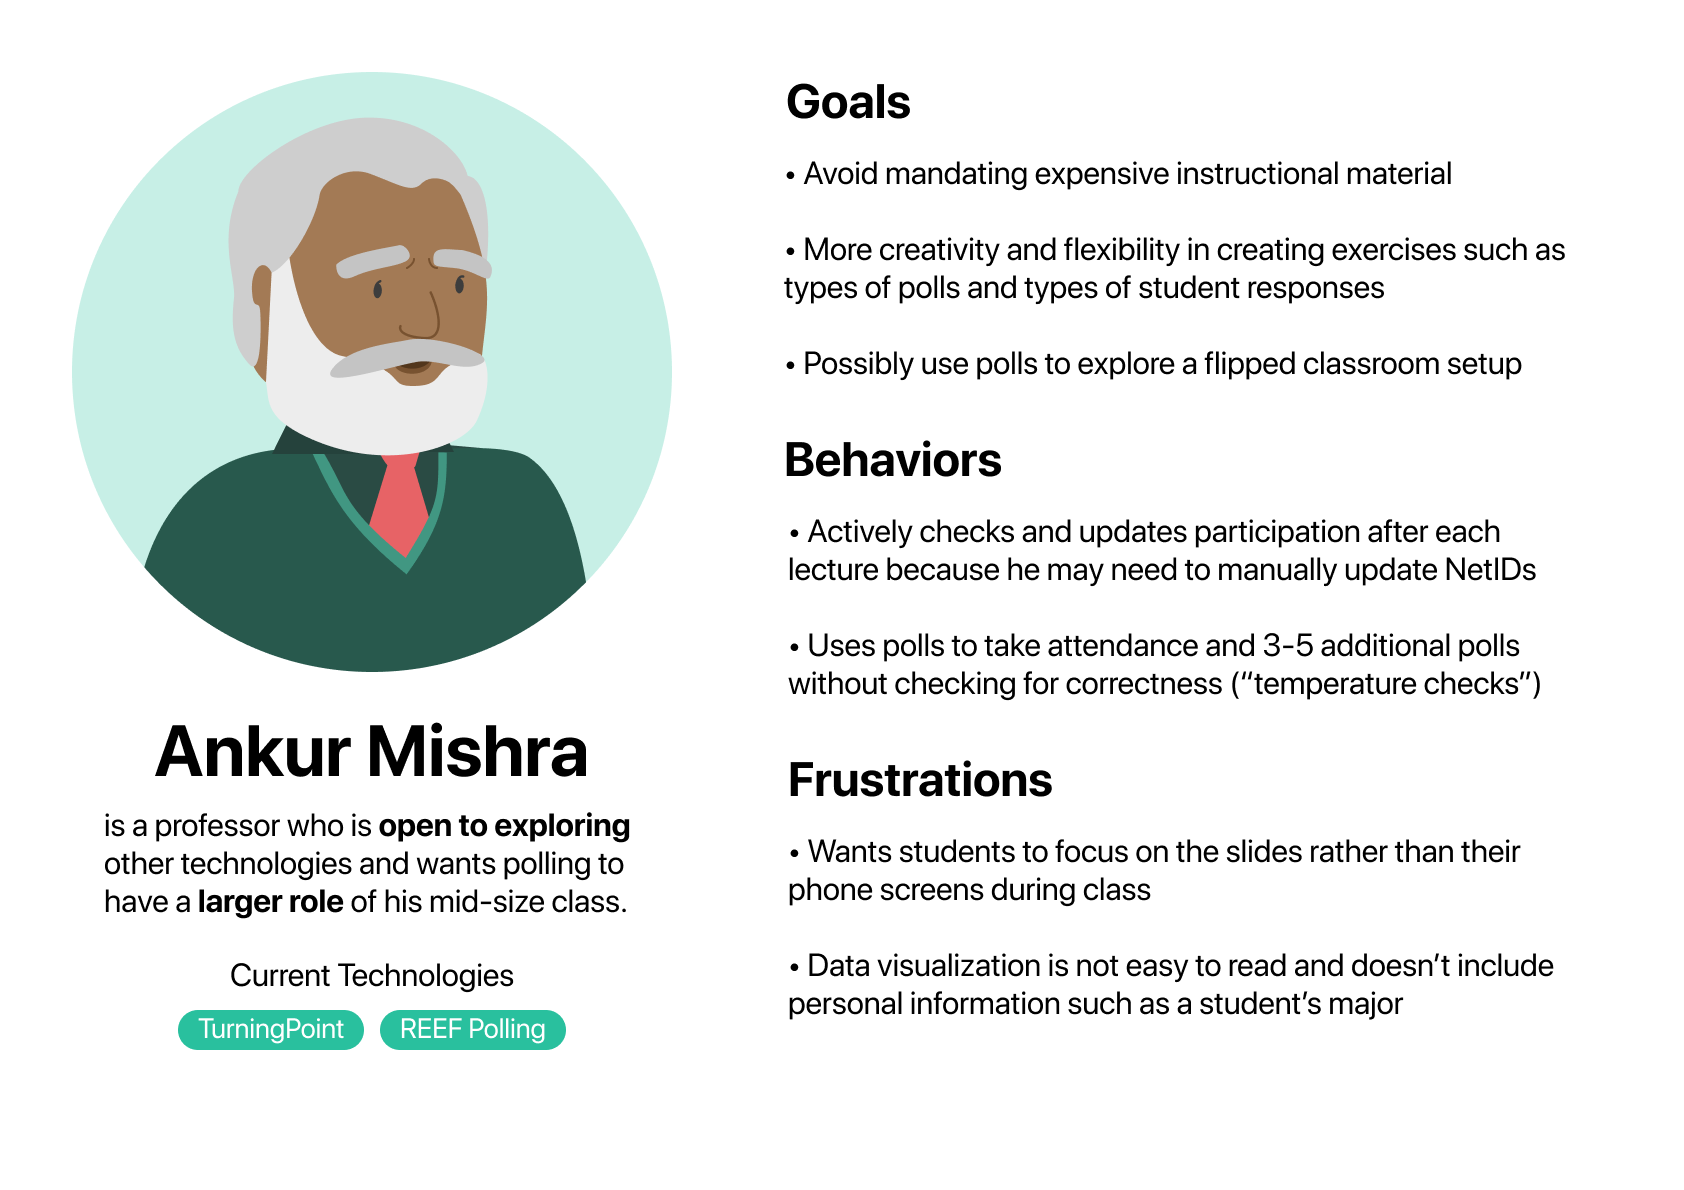 Ankur Mishra
is a professor who is open to exploring
other technologies and wants polling to
have a larger role of his mid-size class.
Current Technologies
TurningPoint
REEF Polling
Goals
• Avoid mandating expensive instructional material
• More creativity and flexibility in creating exercises such as
types of polls and types of student responses
• Possibly use polls to explore a flipped classroom setup
Behaviors
• Actively checks and updates participation after each
lecture because he may need to manually update NetIDs
• Uses polls to take attendance and 3-5 additional polls
without checking for correctness (“temperature checks”)
Frustrations
• Wants students to focus on the slides rather than their
phone screens during class
• Data visualization is not easy to read and doesn’t include
personal information such as a student’s major